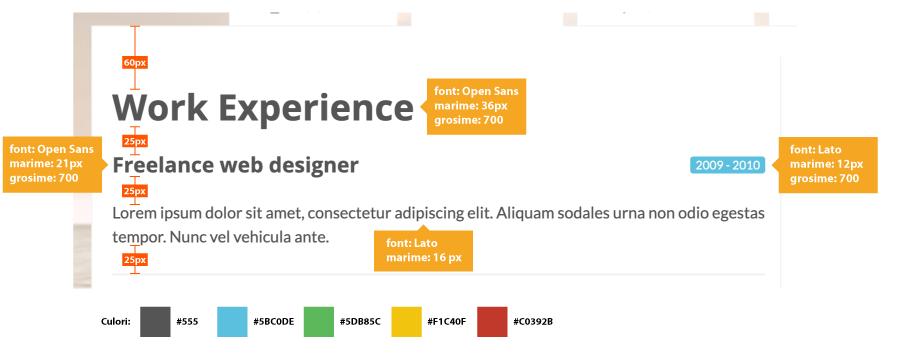 60px
font: Open Sans
marime: 36px
grosime: 700
Work Experience
25px
font: Open Sans
marime: 21px
grosime: 700
Freelance web designer
2009 - 2010
font: Lato
marime: 12px
grosime: 700
25px
Lorem ipsum dolor sit amet, consectetur adipiscing elit. Aliquam sodales urna non odio egestas
tempor. Nunc vel vehicula ante.
font: Lato
marime: 16 px
25px
Culori: #555 #5BC0DE #5DB85C #F1C40F #C0392B